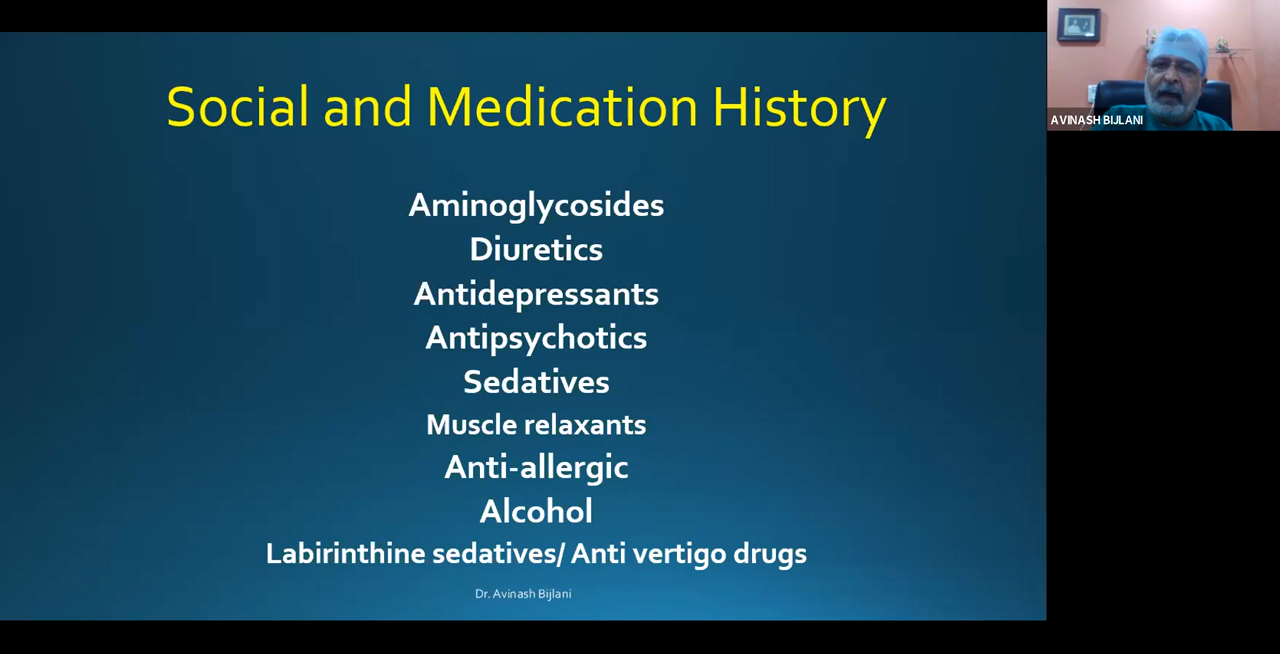 Social and Medication History
Aminoglycosides
Diuretics
Antidepressants
Antipsychotics
Sedatives
Muscle relaxants
Anti-allergic
Alcohol
Labirinthine sedatives/ Anti vertigo drugs
Dr. Avinash Bijlani
AVINASH BIJLANI